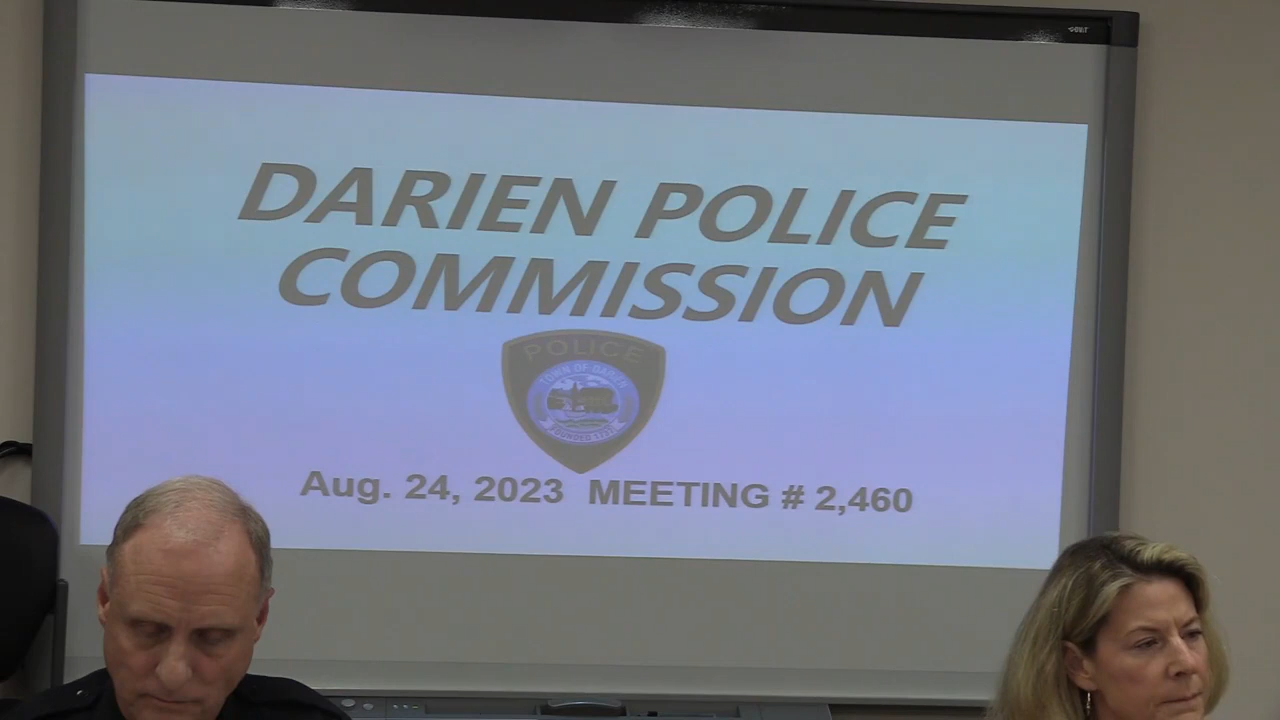 DARIEN POLICE
COMMISSION
POLICE
TOWN OF DARIEN
Aug. 24, 2023 MEETING # 2,460